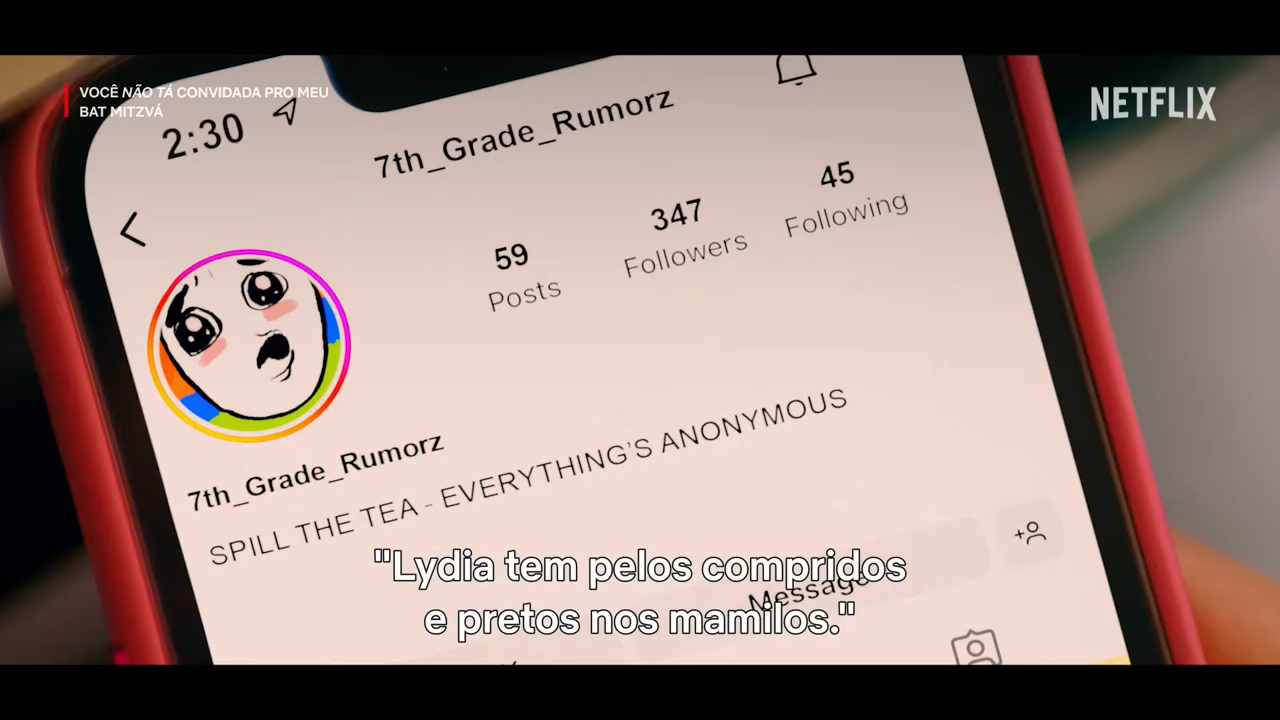 VOCÊ NÃO TÁ CONVIDADA PRO MEU
BAT MITZVÁ
NETFLIX
2:30
7th_Grade_Rumorz
59
Posts
347
Followers
45
Following
7th_Grade_Rumorz
SPILL THE TEA - EVERYTHING'S ANONYMOUS
Message
"Lydia tem pelos compridos
e pretos nos mamilos."